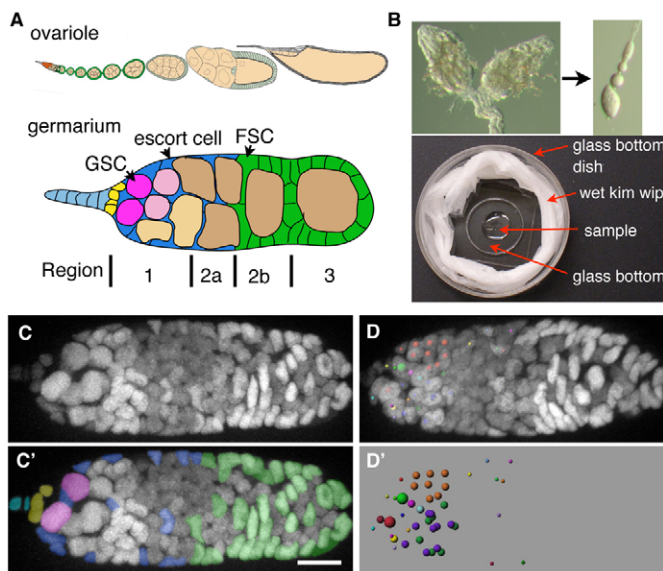 A
ovariole
germarium
escort cell
FSC
GSC
Region
1
2a
2b
3
B
glass bottom
dish
wet kim wip
sample
glass bottom
C
D
C'
D'